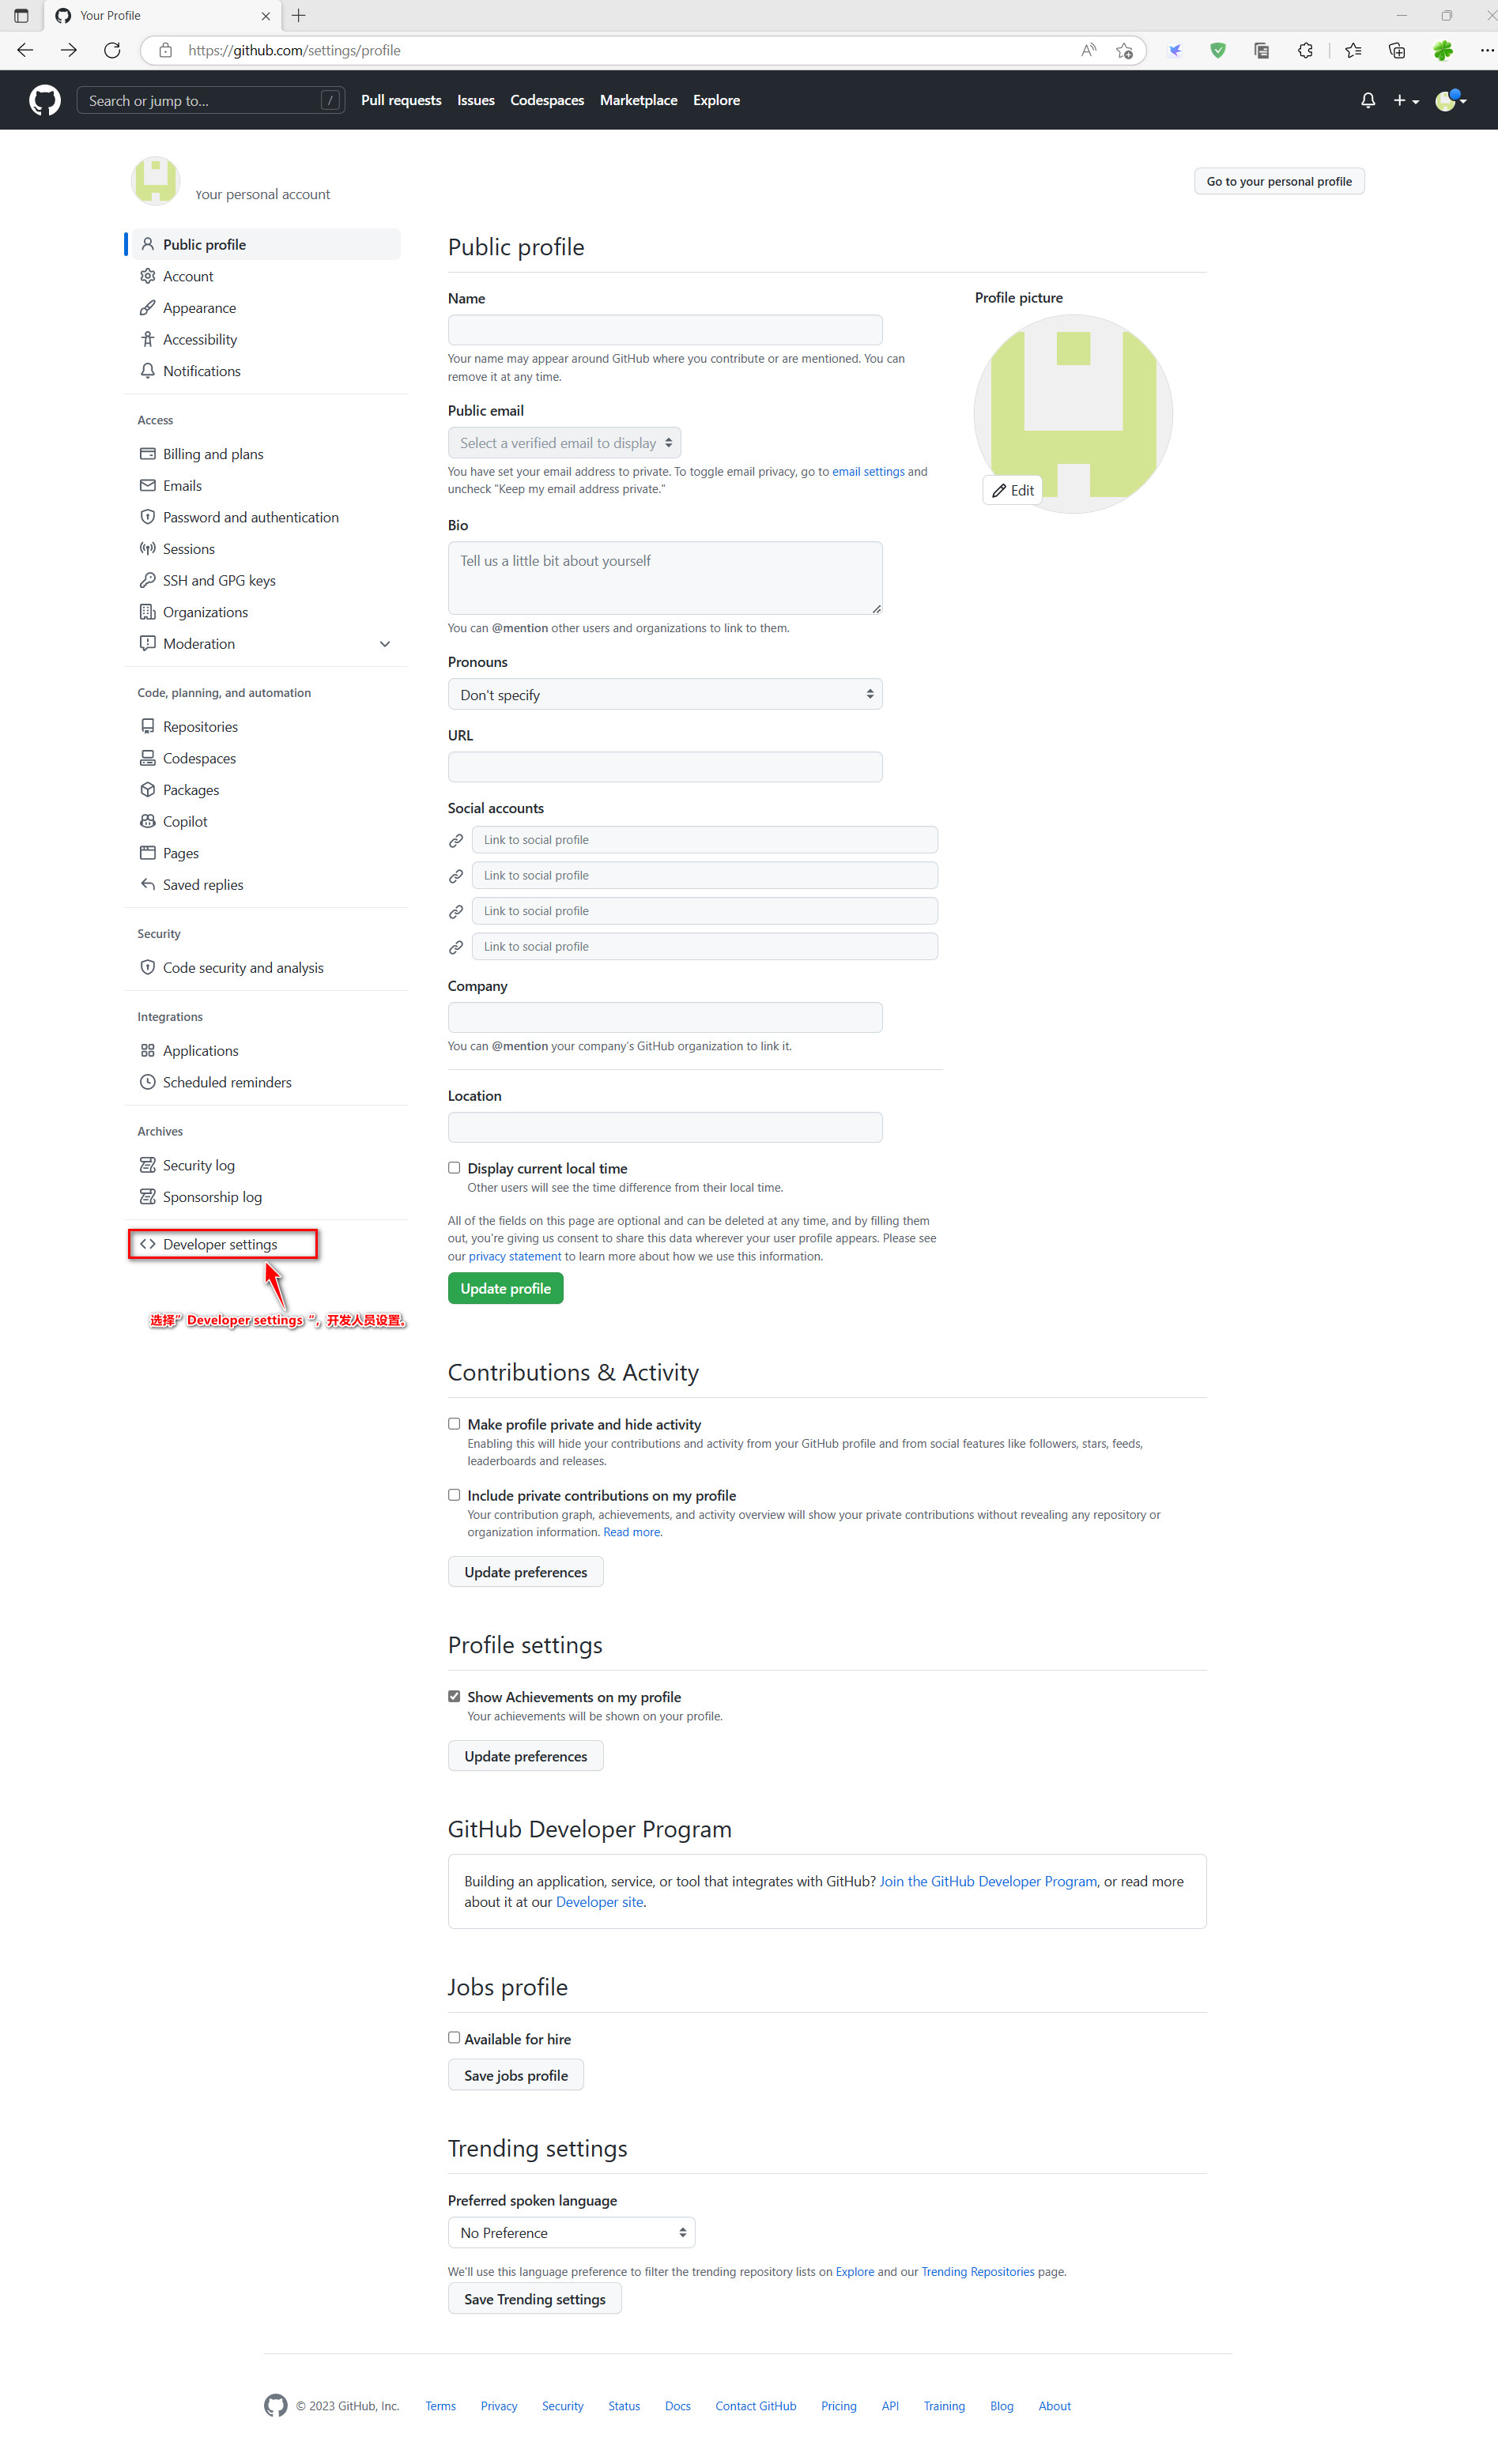 Your Profile
https://github.com/settings/profile
Search or jump to... /
Pull requests Issues Codespaces Marketplace Explore
Your personal account
Go to your personal profile
Public profile
Account
Appearance
Accessibility
Notifications
Access
Billing and plans
Emails
Password and authentication
Sessions
SSH and GPG keys
Organizations
Moderation
Code, planning, and automation
Repositories
Codespaces
Packages
Copilot
Pages
Saved replies
Security
Code security and analysis
Integrations
Applications
Scheduled reminders
Archives
Security log
Sponsorship log
Developer settings
选择“ Developer settings ”，开发人员设置。
Public profile
Name
Your name may appear around GitHub where you contribute or are mentioned. You can
remove it at any time.
Public email
Select a verified email to display
You have set your email address to private. To toggle email privacy, go to email settings and
uncheck "Keep my email address private."
Bio
Tell us a little bit about yourself
You can @mention other users and organizations to link to them.
Pronouns
Don't specify
URL
Social accounts
Link to social profile
Link to social profile
Link to social profile
Link to social profile
Company
You can @mention your company's GitHub organization to link it.
Location
Display current local time
Other users will see the time difference from their local time.
All of the fields on this page are optional and can be deleted at any time, and by filling them
out, you're giving us consent to share this data wherever your user profile appears. Please see
our privacy statement to learn more about how we use this information.
Update profile
Profile picture
Edit
Contributions & Activity
Make profile private and hide activity
Enabling this will hide your contributions and activity from your GitHub profile and from social features like followers, stars, feeds,
leaderboards and releases.
Include private contributions on my profile
Your contribution graph, achievements, and activity overview will show your private contributions without revealing any repository or
organization information. Read more.
Update preferences
Profile settings
Show Achievements on my profile
Your achievements will be shown on your profile.
Update preferences
GitHub Developer Program
Building an application, service, or tool that integrates with GitHub? Join the GitHub Developer Program, or read more
about it at our Developer site.
Jobs profile
Available for hire
Save jobs profile
Trending settings
Preferred spoken language
No Preference
We'll use this language preference to filter the trending repository lists on Explore and our Trending Repositories page.
Save Trending settings
© 2023 GitHub, Inc. Terms Privacy Security Status Docs Contact GitHub Pricing API Training Blog About